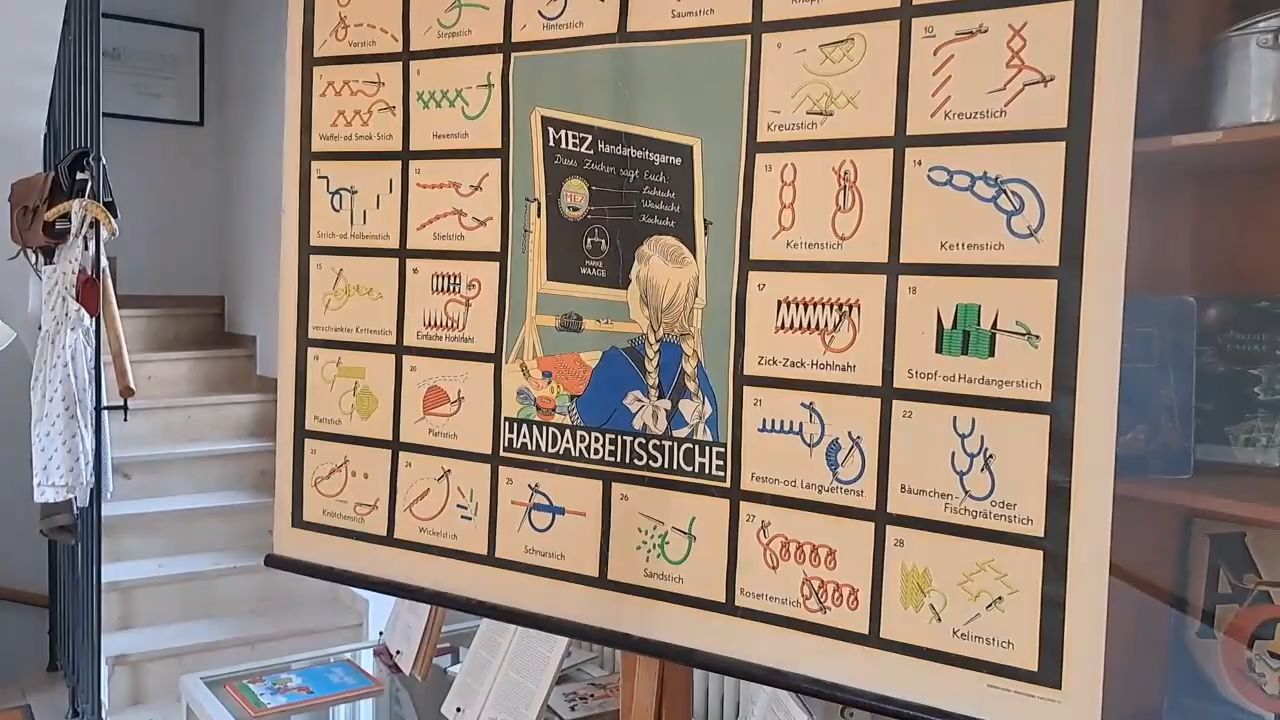 Vorstich
Steppstich
Hinterstich
Saumstich
7
Waffel-od. Smok-Stich
8
Hexenstich
9
Kreuzstich
10
Kreuzstich
11
Strich-od. Holbeinstich
12
Stielstich
MEZ Handarbeitsgarne
Dieses Zeichen sagt Euch:
Lichtecht
Waschecht
Kochecht
MEZ
MARKE
WAAGE
HANDARBEITSSTICHE
13
Kettenstich
14
Kettenstich
15
verschränkter Kettenstich
16
Einfache Hohlnaht
17
Zick-Zack-Hohlnaht
18
Stopf-od Hardangerstich
19
Plattstich
20
Plattstich
21
Feston-od. Languettenst.
22
Bäumchen- oder
Fischgrätenstich
23
Knötchenstich
24
Wickelstich
25
Schnurstich
26
Sandstich
27
Rosettenstich
28
Kelimstich
A